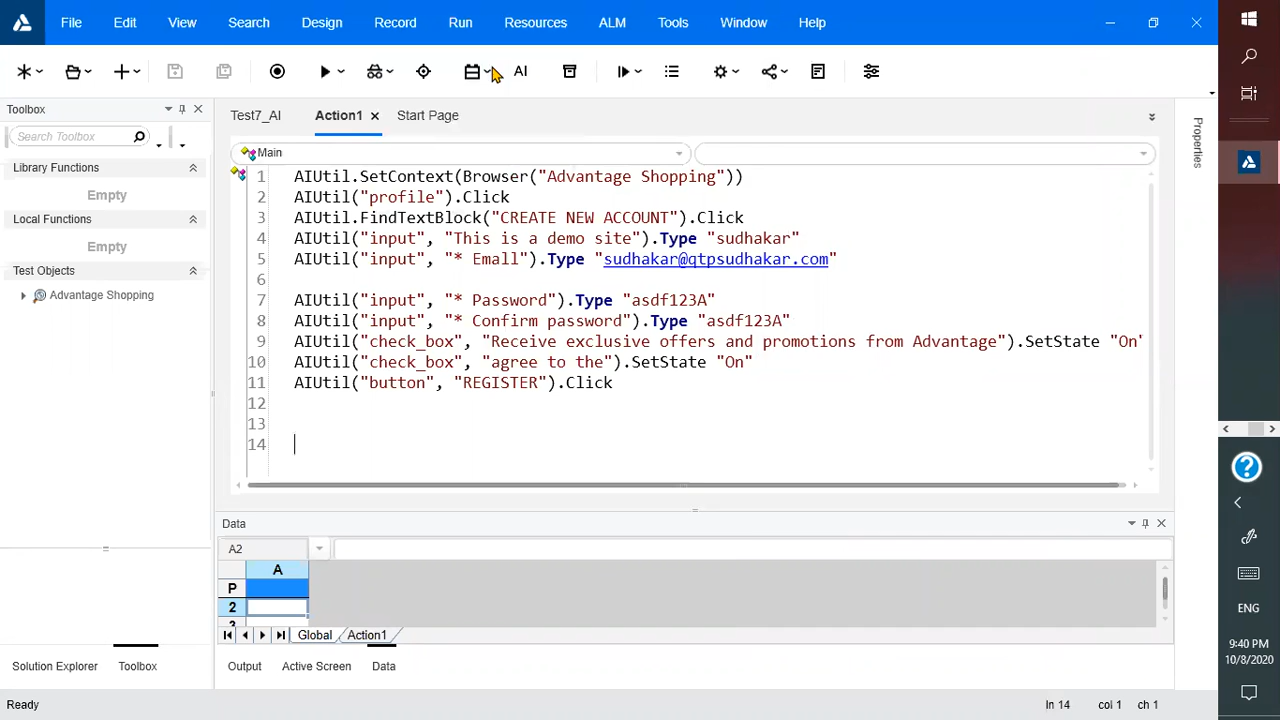 File Edit View Search Design Record Run Resources ALM Tools Window Help
AI
Toolbox
Search Toolbox
Library Functions
Empty
Local Functions
Empty
Test Objects
Advantage Shopping
Test7_AI Action1 Start Page
Main
1 AIUtil.SetContext(Browser("Advantage Shopping"))
2 AIUtil("profile").Click
3 AIUtil.FindTextBlock("CREATE NEW ACCOUNT").Click
4 AIUtil("input", "This is a demo site").Type "sudhakar"
5 AIUtil("input", "* Emall").Type "sudhakar@qtpsudhakar.com"
6
7 AIUtil("input", "* Password").Type "asdf123A"
8 AIUtil("input", "* Confirm password").Type "asdf123A"
9 AIUtil("check_box", "Receive exclusive offers and promotions from Advantage").SetState "On"
10 AIUtil("check_box", "agree to the").SetState "On"
11 AIUtil("button", "REGISTER").Click
12
13
14
Properties
Data
A2
A
P
2
3
Global Action1
Solution Explorer Toolbox
Output Active Screen Data
Ready
ln 14 col 1 ch 1
ENG
9:40 PM
10/8/2020